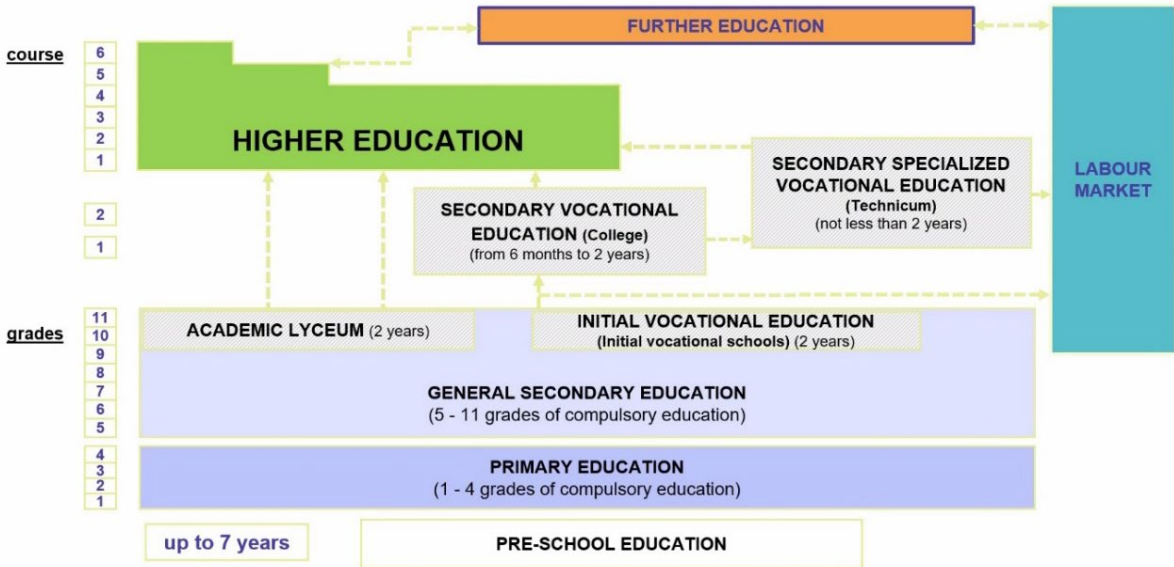 FURTHER EDUCATION
course
6
5
4
3
2
1
HIGHER EDUCATION
SECONDARY SPECIALIZED
VOCATIONAL EDUCATION
(Technicum)
(not less than 2 years)
LABOUR
MARKET
2
1
SECONDARY VOCATIONAL
EDUCATION (College)
(from 6 months to 2 years)
grades
11
10
9
8
7
6
5
ACADEMIC LYCEUM (2 years)
INITIAL VOCATIONAL EDUCATION
(Initial vocational schools) (2 years)
GENERAL SECONDARY EDUCATION
(5 - 11 grades of compulsory education)
4
3
2
1
PRIMARY EDUCATION
(1 - 4 grades of compulsory education)
up to 7 years
PRE-SCHOOL EDUCATION